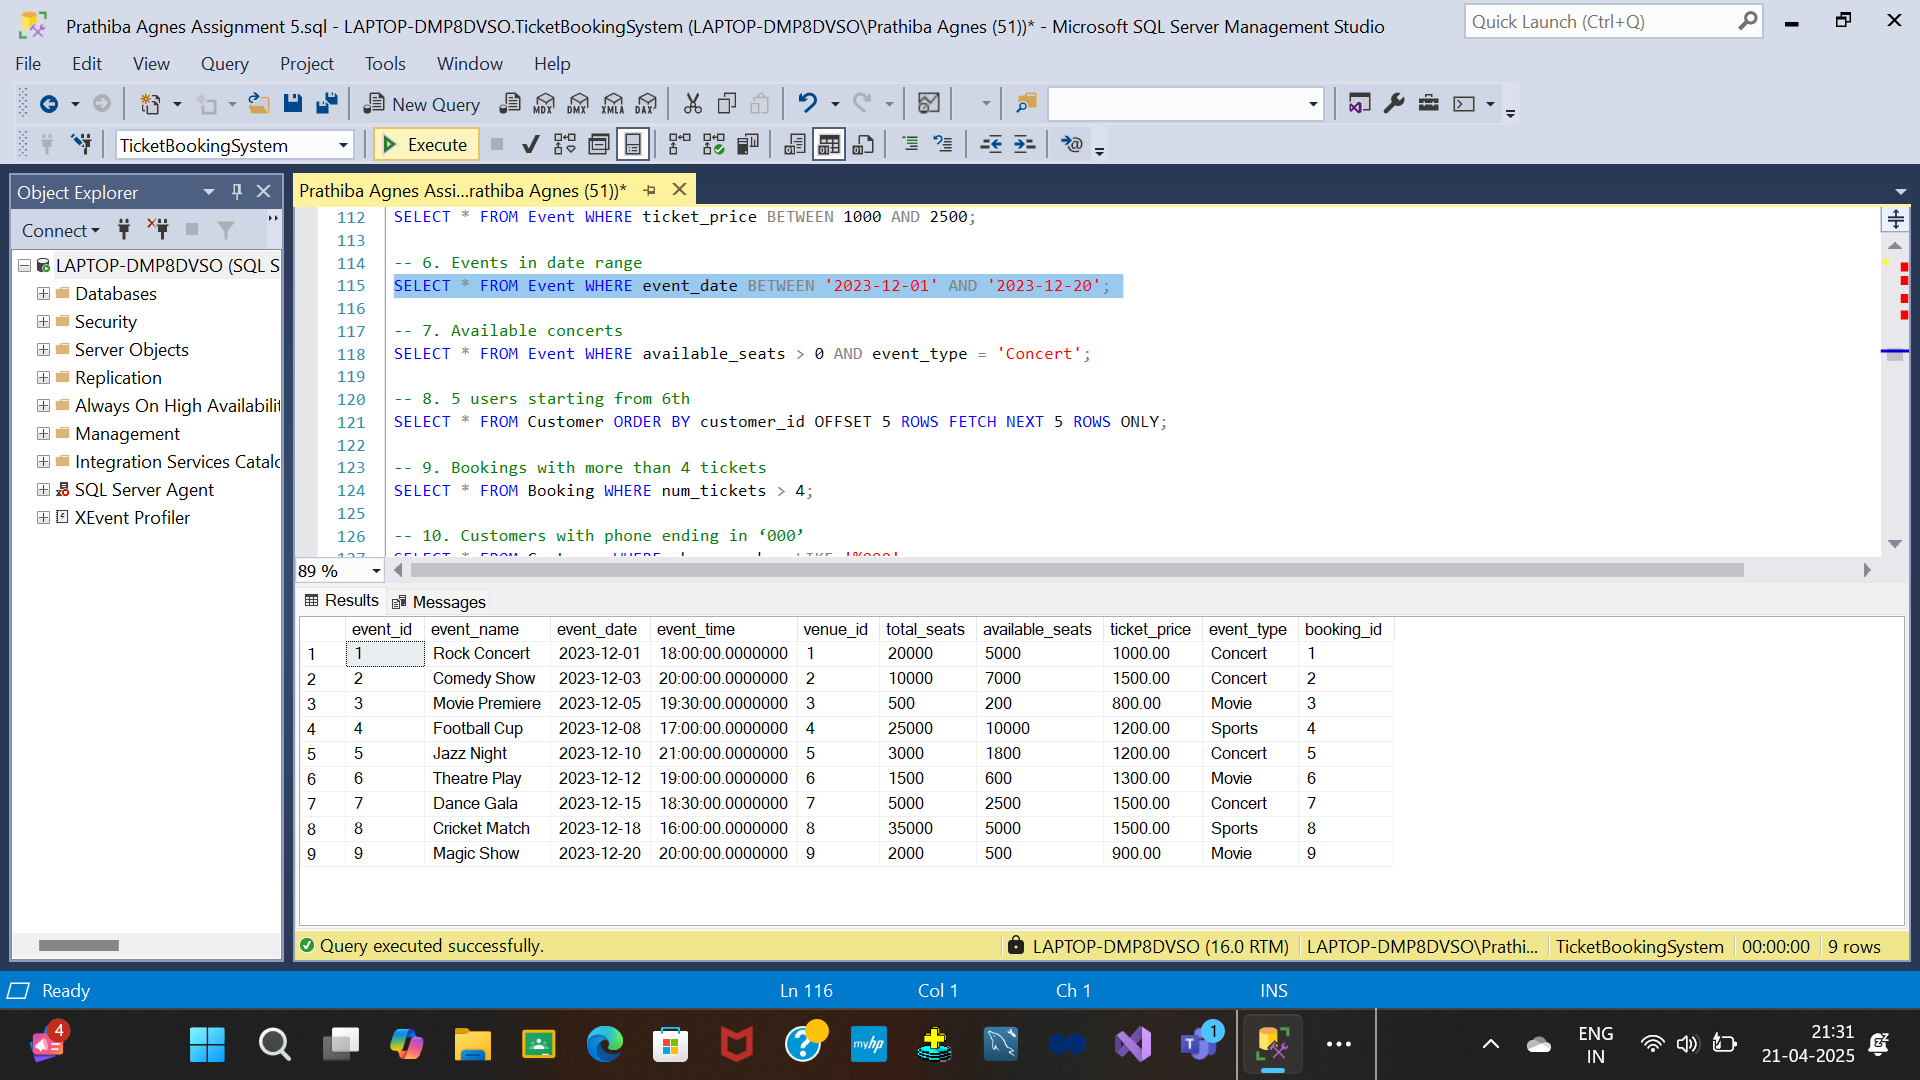 Prathiba Agnes Assignment 5.sql - LAPTOP-DMP8DVSO.TicketBookingSystem (LAPTOP-DMP8DVSO\Prathiba Agnes (51))* - Microsoft SQL Server Management Studio
Quick Launch (Ctrl+Q)
File Edit View Query Project Tools Window Help
New Query MDX DMX XMLA DAX
TicketBookingSystem Execute
Object Explorer
Connect
LAPTOP-DMP8DVSO (SQL S
Databases
Security
Server Objects
Replication
Always On High Availabilit
Management
Integration Services Catalo
SQL Server Agent
XEvent Profiler
Prathiba Agnes Assi...rathiba Agnes (51))*
112 SELECT * FROM Event WHERE ticket_price BETWEEN 1000 AND 2500;
113
114 -- 6. Events in date range
115 SELECT * FROM Event WHERE event_date BETWEEN '2023-12-01' AND '2023-12-20';
116
117 -- 7. Available concerts
118 SELECT * FROM Event WHERE available_seats > 0 AND event_type = 'Concert';
119
120 -- 8. 5 users starting from 6th
121 SELECT * FROM Customer ORDER BY customer_id OFFSET 5 ROWS FETCH NEXT 5 ROWS ONLY;
122
123 -- 9. Bookings with more than 4 tickets
124 SELECT * FROM Booking WHERE num_tickets > 4;
125
126 -- 10. Customers with phone ending in ‘000’
89 %
Results Messages
event_id event_name event_date event_time venue_id total_seats available_seats ticket_price event_type booking_id
1 1 Rock Concert 2023-12-01 18:00:00.0000000 1 20000 5000 1000.00 Concert 1
2 2 Comedy Show 2023-12-03 20:00:00.0000000 2 10000 7000 1500.00 Concert 2
3 3 Movie Premiere 2023-12-05 19:30:00.0000000 3 500 200 800.00 Movie 3
4 4 Football Cup 2023-12-08 17:00:00.0000000 4 25000 10000 1200.00 Sports 4
5 5 Jazz Night 2023-12-10 21:00:00.0000000 5 3000 1800 1200.00 Concert 5
6 6 Theatre Play 2023-12-12 19:00:00.0000000 6 1500 600 1300.00 Movie 6
7 7 Dance Gala 2023-12-15 18:30:00.0000000 7 5000 2500 1500.00 Concert 7
8 8 Cricket Match 2023-12-18 16:00:00.0000000 8 35000 5000 1500.00 Sports 8
9 9 Magic Show 2023-12-20 20:00:00.0000000 9 2000 500 900.00 Movie 9
Query executed successfully. LAPTOP-DMP8DVSO (16.0 RTM) LAPTOP-DMP8DVSO\Prathi... TicketBookingSystem 00:00:00 9 rows
Ready Ln 116 Col 1 Ch 1 INS
4 myhp 1 ENG 21:31
IN 21-04-2025